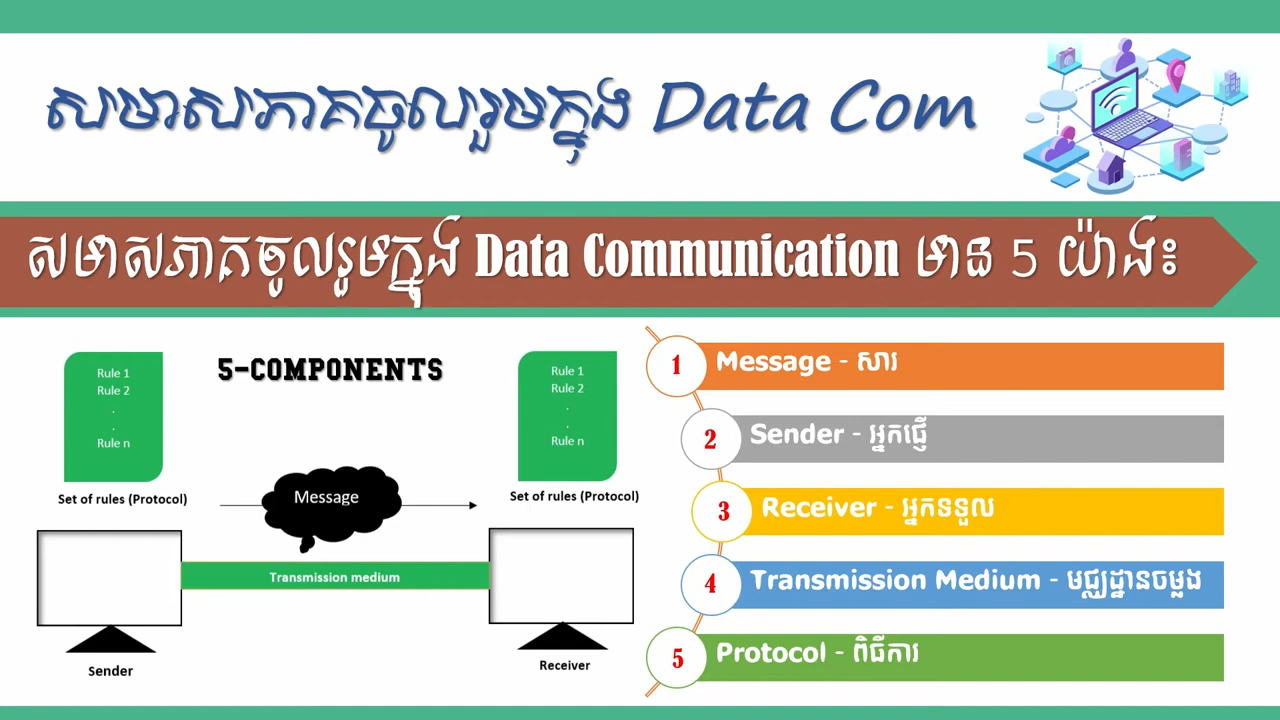 សមាសភាគចូលរួមក្នុង Data Com
សមាសភាគចូលរួមក្នុង Data Communication មាន 5 យ៉ាង៖
5-COMPONENTS
Rule 1
Rule 2
.
.
Rule n
Set of rules (Protocol)
Rule 1
Rule 2
.
.
Rule n
Set of rules (Protocol)
Message
Transmission medium
Sender
Receiver
1 Message - សារ
2 Sender - អ្នកផ្ញើ
3 Receiver - អ្នកទទួល
4 Transmission Medium - មជ្ឈដ្ឋានចម្លង
5 Protocol - ពិធីការ